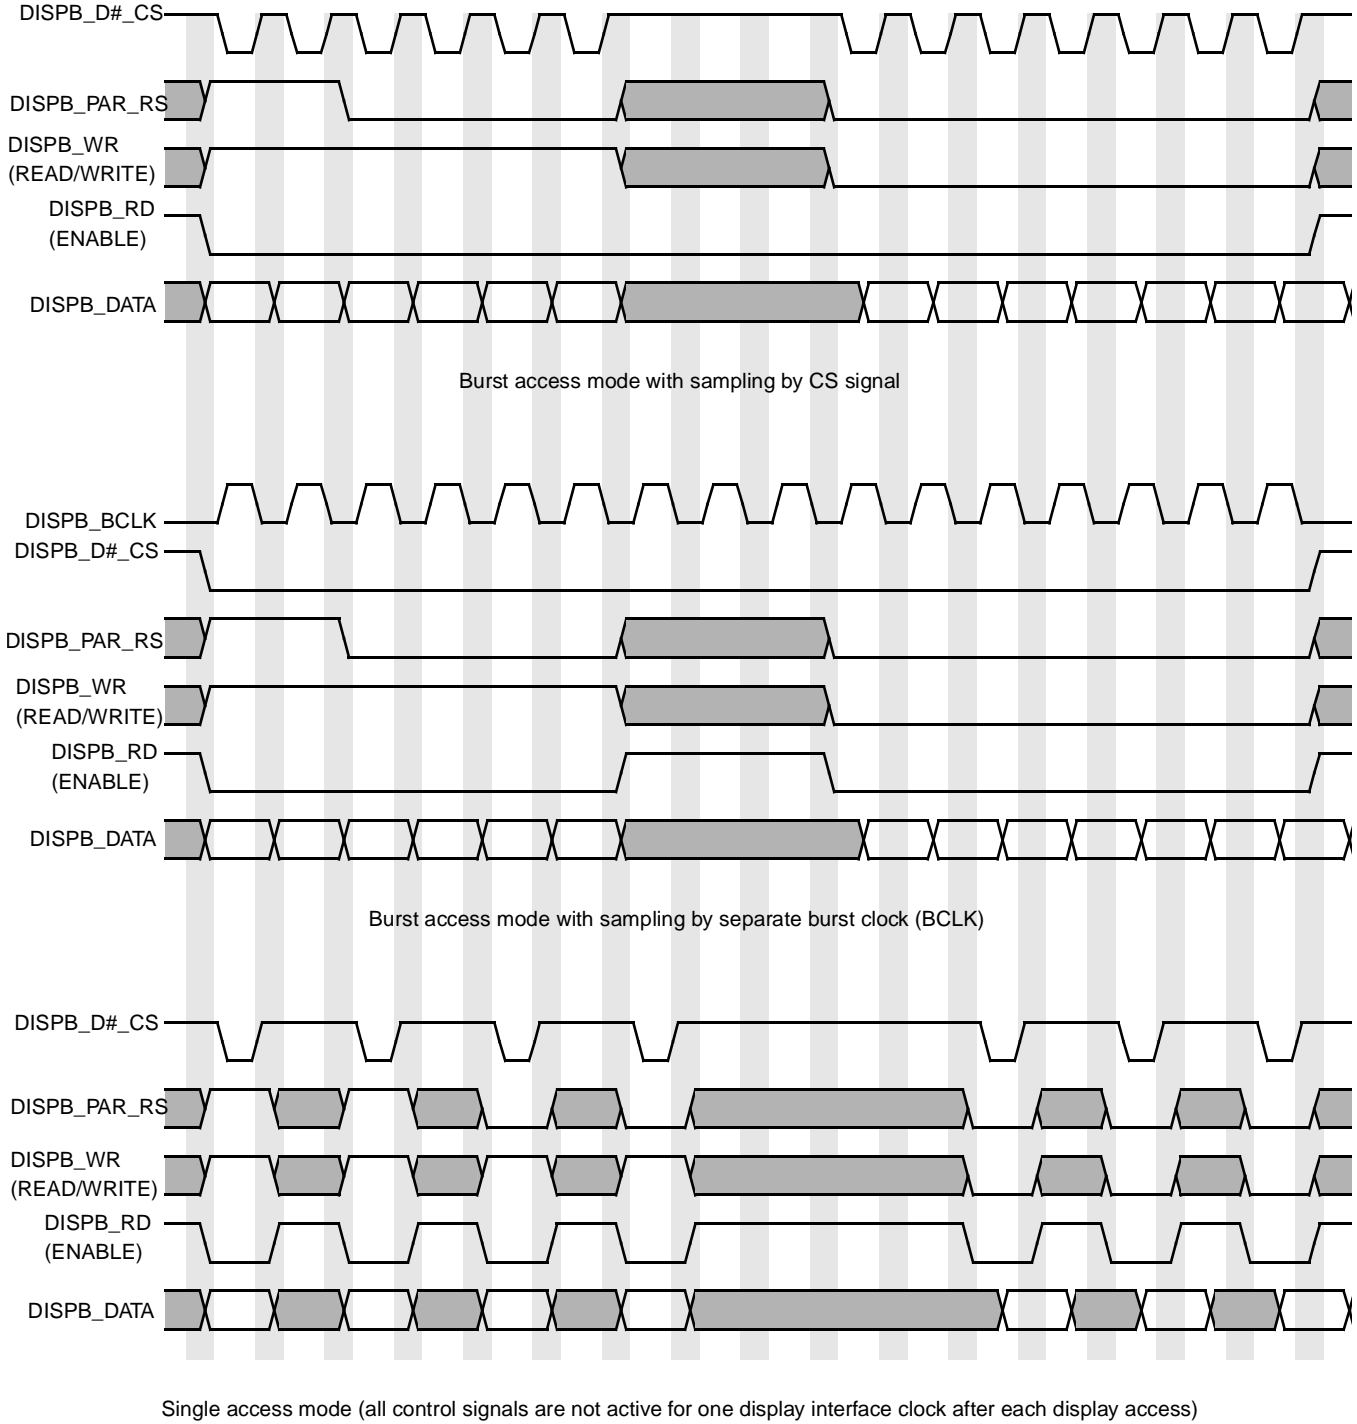 DISPB_D#_CS
DISPB_PAR_RS
DISPB_WR
(READ/WRITE)
DISPB_RD
(ENABLE)
DISPB_DATA
Burst access mode with sampling by CS signal
DISPB_BCLK
DISPB_D#_CS
DISPB_PAR_RS
DISPB_WR
(READ/WRITE)
DISPB_RD
(ENABLE)
DISPB_DATA
Burst access mode with sampling by separate burst clock (BCLK)
DISPB_D#_CS
DISPB_PAR_RS
DISPB_WR
(READ/WRITE)
DISPB_RD
(ENABLE)
DISPB_DATA
Single access mode (all control signals are not active for one display interface clock after each display access)